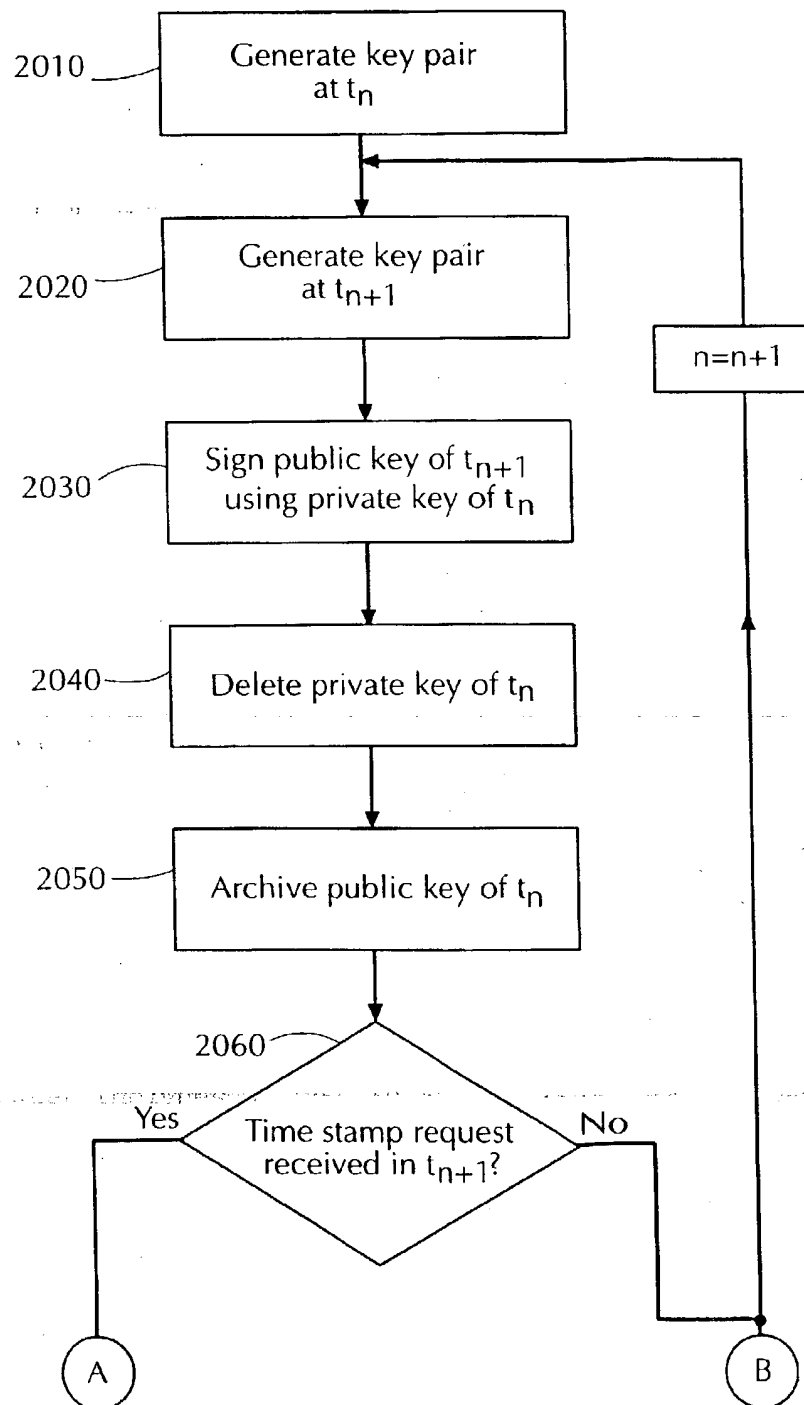 2010
Generate key pair
at tn
2020
Generate key pair
at tn+1
n=n+1
2030
Sign public key of tn+1
using private key of tn
2040
Delete private key of tn
2050
Archive public key of tn
2060
Yes
Time stamp request
received in tn+1?
No
A
B